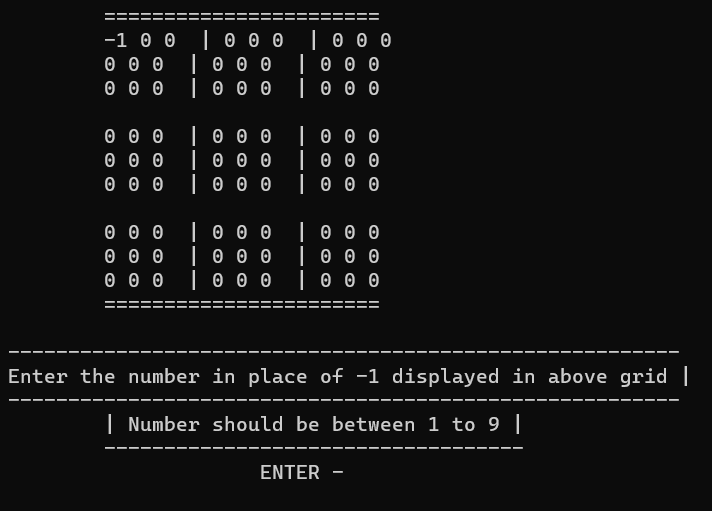 =======================
-1 0 0  | 0 0 0  | 0 0 0
0 0 0  | 0 0 0  | 0 0 0
0 0 0  | 0 0 0  | 0 0 0
0 0 0  | 0 0 0  | 0 0 0
0 0 0  | 0 0 0  | 0 0 0
0 0 0  | 0 0 0  | 0 0 0
0 0 0  | 0 0 0  | 0 0 0
0 0 0  | 0 0 0  | 0 0 0
0 0 0  | 0 0 0  | 0 0 0
=======================
--------------------------------------------------------
Enter the number in place of -1 displayed in above grid |
--------------------------------------------------------
| Number should be between 1 to 9 |
-----------------------------------
ENTER -